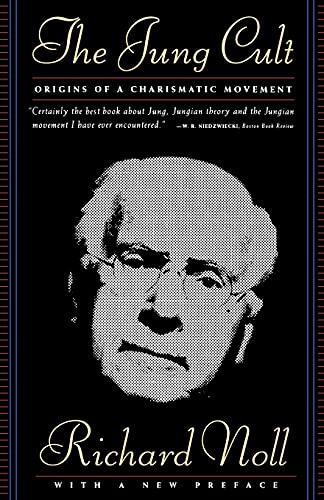 The Jung Cult
ORIGINS OF A CHARISMATIC MOVEMENT
"Certainly the best book about Jung, Jungian theory and the Jungian
movement I have ever encountered." —W. R. NIEDZWIECKI, Boston Book Review
Richard Noll
WITH A NEW PREFACE